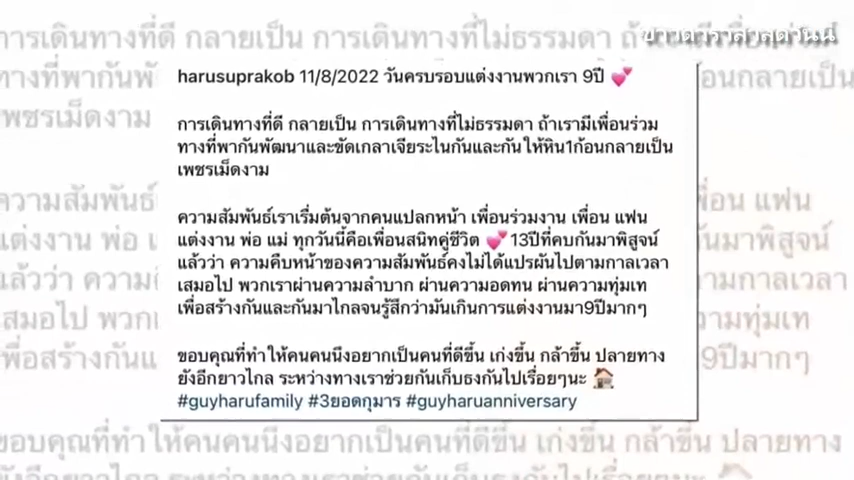 harusuprakob 11/8/2022 วันครบรอบแต่งงานพวกเรา 9ปี 💕
การเดินทางที่ดี กลายเป็น การเดินทางที่ไม่ธรรมดา ถ้าเรามีเพื่อนร่วม
ทางที่พากันพัฒนาและขัดเกลาเจียระไนกันและกัน ให้หิน1ก้อนกลายเป็น
เพชรเม็ดงาม
ความสัมพันธ์เราเริ่มต้นจากคนแปลกหน้า เพื่อนร่วมงาน เพื่อน แฟน
แต่งงาน พ่อ แม่ ทุกวันนี้คือเพื่อนสนิทคู่ชีวิต 💕 13ปีที่คบกันมาพิสูจน์
แล้วว่า ความคืบหน้าของความสัมพันธ์คงไม่ได้แปรผันไปตามกาลเวลา
เสมอไป พวกเราผ่านความลำบาก ผ่านความอดทน ผ่านความทุ่มเท
เพื่อสร้างกันและกันมาไกลจนรู้สึกว่ามันเกินการแต่งงานมา9ปีมากๆ
ขอบคุณที่ทำให้คนคนนึงอยากเป็นคนที่ดีขึ้น เก่งขึ้น กล้าขึ้น ปลายทาง
ยังอีกยาวไกล ระหว่างทางเราช่วยกันเก็บธงกันไปเรื่อยๆนะ 🏠
#guyharufamily #3ยอดกุมาร #guyharuanniversary